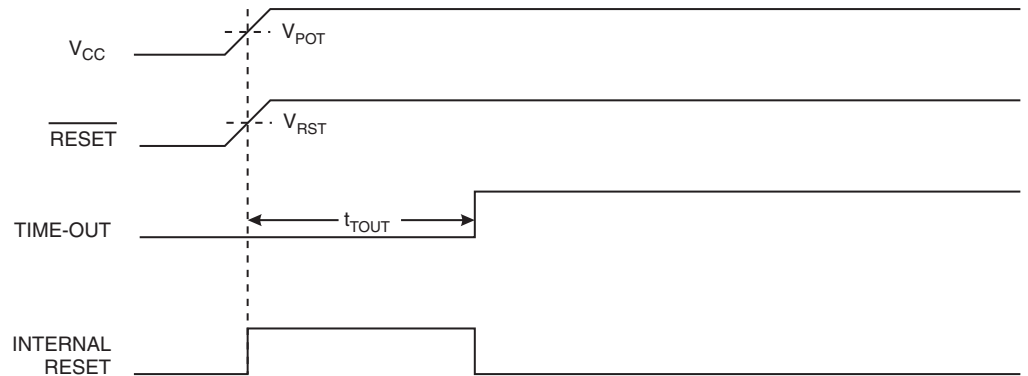 VCC
VPOT
RESET
VRST
TIME-OUT
tTOUT
INTERNAL
RESET